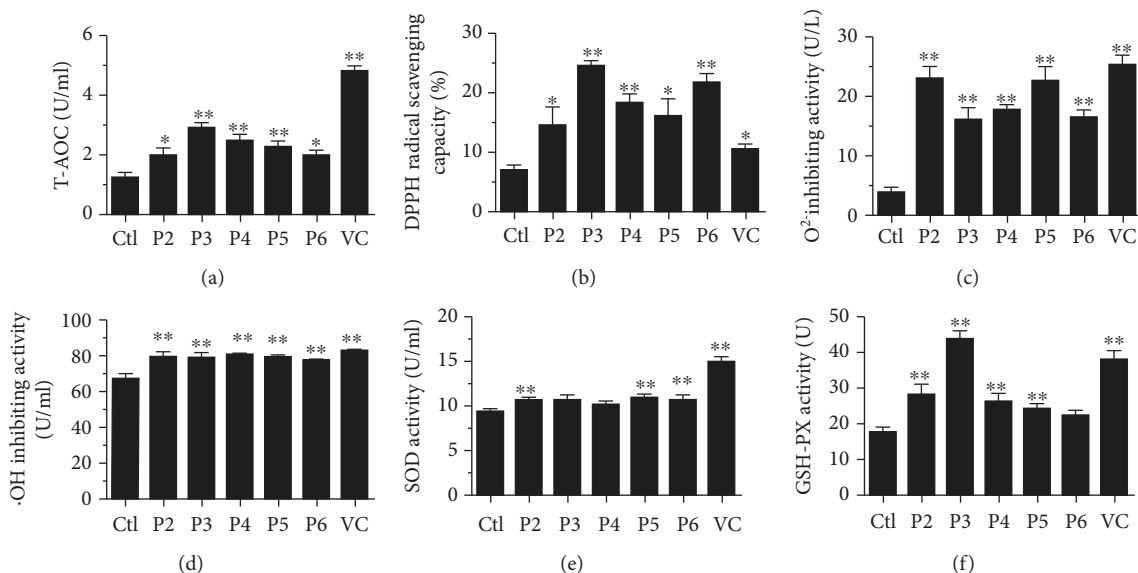 T-AOC (U/ml)
6
4
2
0
* ** ** ** * **
Ctl P2 P3 P4 P5 P6 VC
(a)
DPPH radical scavenging
capacity (%)
30
20
10
0
* ** ** * ** *
Ctl P2 P3 P4 P5 P6 VC
(b)
O²⁻inhibiting activity (U/L)
30
20
10
0
** ** ** ** ** **
Ctl P2 P3 P4 P5 P6 VC
(c)
·OH inhibiting activity
(U/ml)
100
80
60
40
20
0
** ** ** ** ** **
Ctl P2 P3 P4 P5 P6 VC
(d)
SOD activity (U/ml)
20
15
10
5
0
** ** ** **
Ctl P2 P3 P4 P5 P6 VC
(e)
GSH-PX activity (U)
50
40
30
20
10
0
** ** ** ** **
Ctl P2 P3 P4 P5 P6 VC
(f)